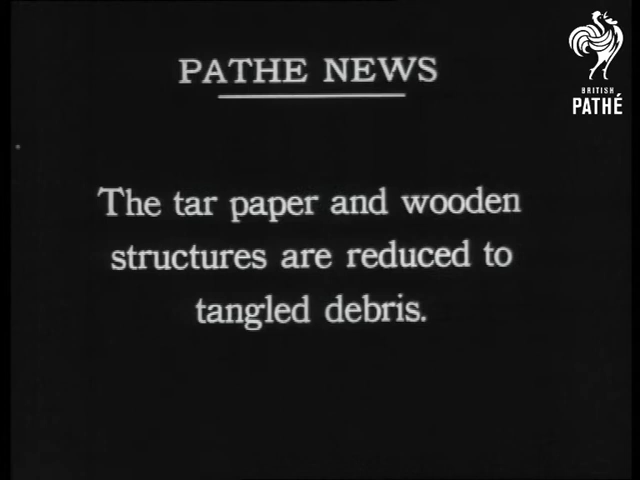 PATHE NEWS
BRITISH
PATHÉ
The tar paper and wooden
structures are reduced to
tangled debris.